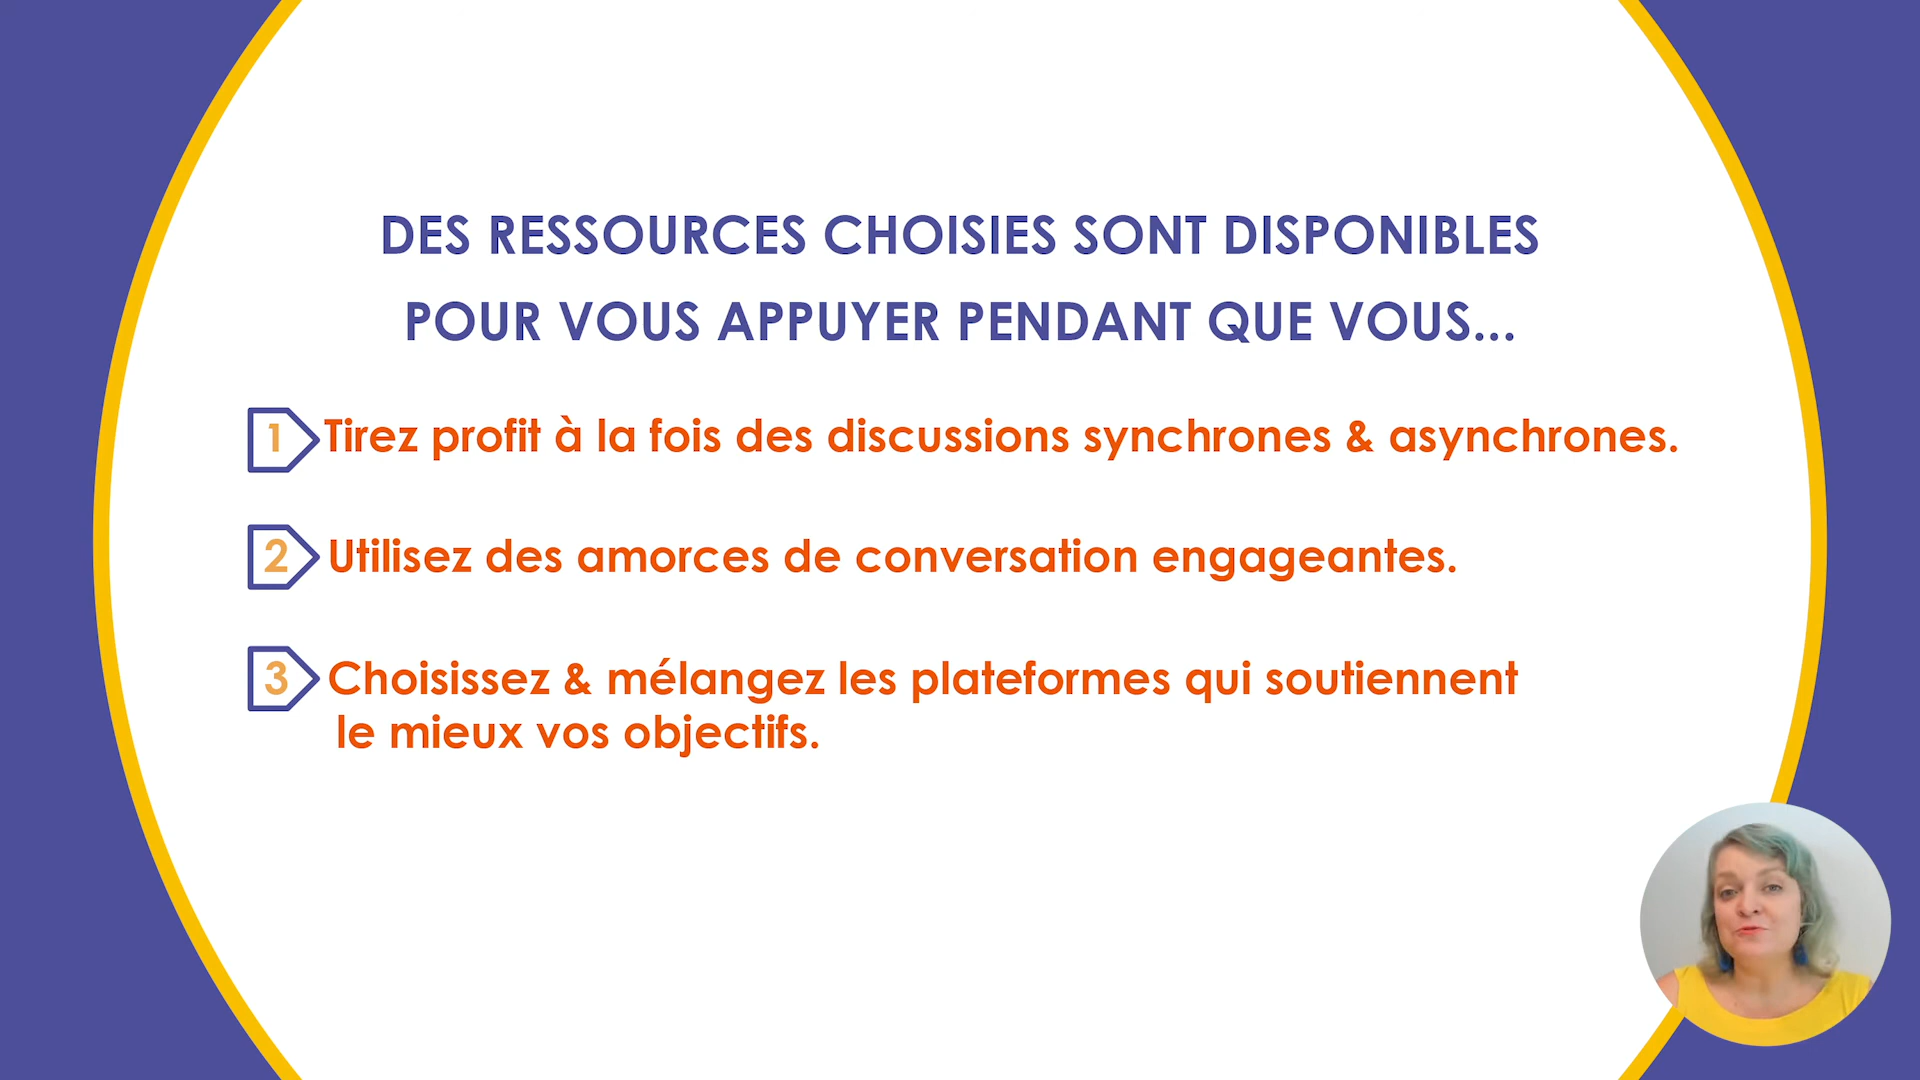 DES RESSOURCES CHOISIES SONT DISPONIBLES
POUR VOUS APPUYER PENDANT QUE VOUS...
1 Tirez profit à la fois des discussions synchrones & asynchrones.
2 Utilisez des amorces de conversation engageantes.
3 Choisissez & mélangez les plateformes qui soutiennent
le mieux vos objectifs.